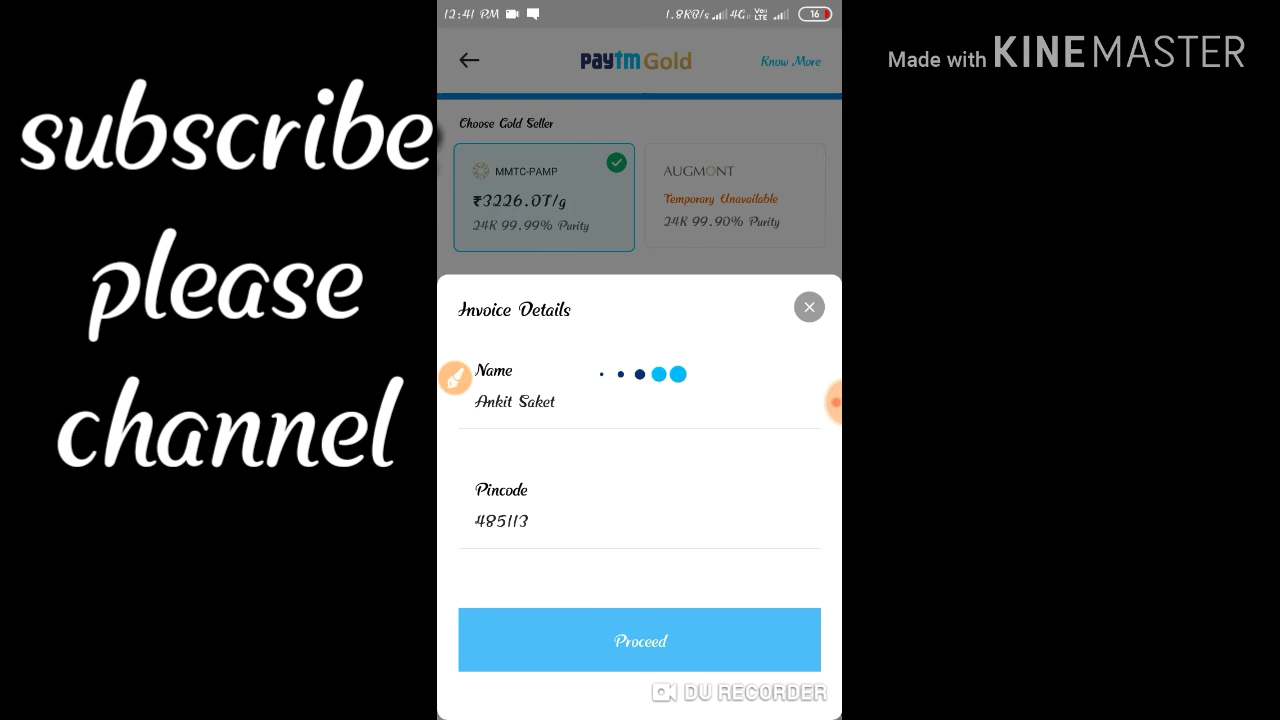 subscribe
please
channel
12:41 PM
1.8KB/s 4G Vo) LTE 16
paytm Gold
Know More
Choose Gold Seller
MMTC-PAMP
₹3226.07/g
24K 99.99% Purity
AUGMONT
Temporary Unavailable
24K 99.90% Purity
Invoice Details
Name
Ankit Saket
Pincode
485113
Proceed
DU RECORDER
Made with KINEMASTER